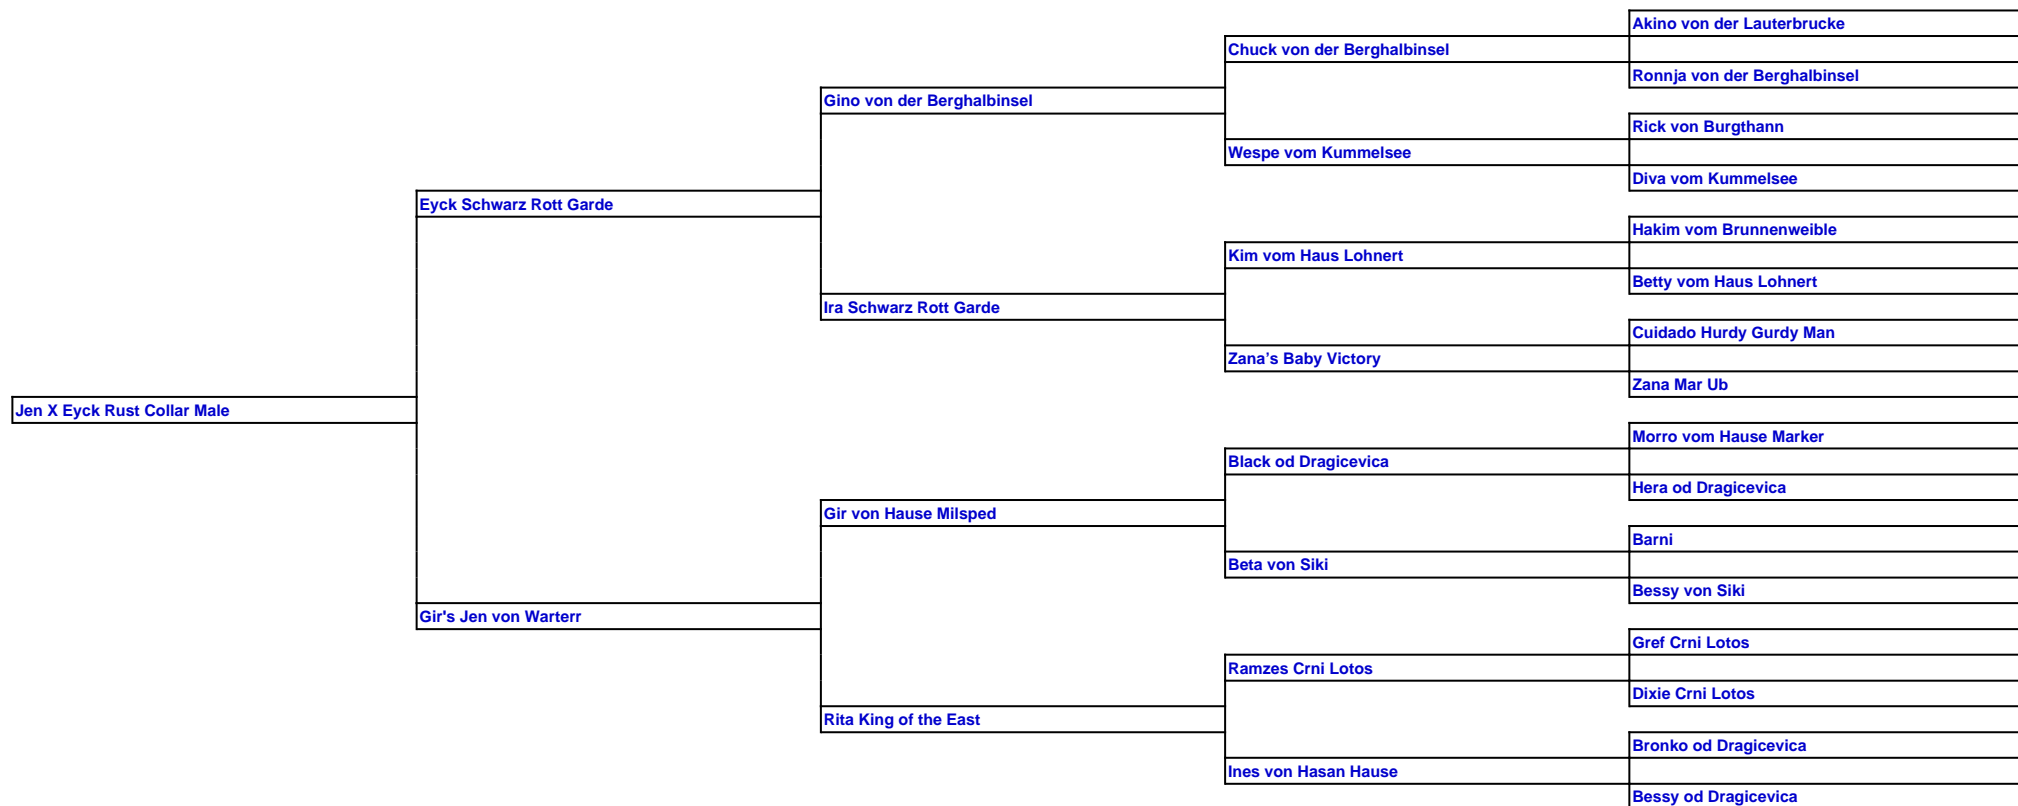 Akino von der Lauterbrucke
Chuck von der Berghalbinsel
Ronnja von der Berghalbinsel
Gino von der Berghalbinsel
Rick von Burgthann
Wespe vom Kummelsee
Diva vom Kummelsee
Eyck Schwarz Rott Garde
Hakim vom Brunnenweible
Kim vom Haus Lohnert
Betty vom Haus Lohnert
Ira Schwarz Rott Garde
Cuidado Hurdy Gurdy Man
Zana’s Baby Victory
Zana Mar Ub
Jen X Eyck Rust Collar Male
Morro vom Hause Marker
Black od Dragicevica
Hera od Dragicevica
Gir von Hause Milsped
Barni
Beta von Siki
Bessy von Siki
Gir's Jen von Warterr
Gref Crni Lotos
Ramzes Crni Lotos
Dixie Crni Lotos
Rita King of the East
Bronko od Dragicevica
Ines von Hasan Hause
Bessy od Dragicevica